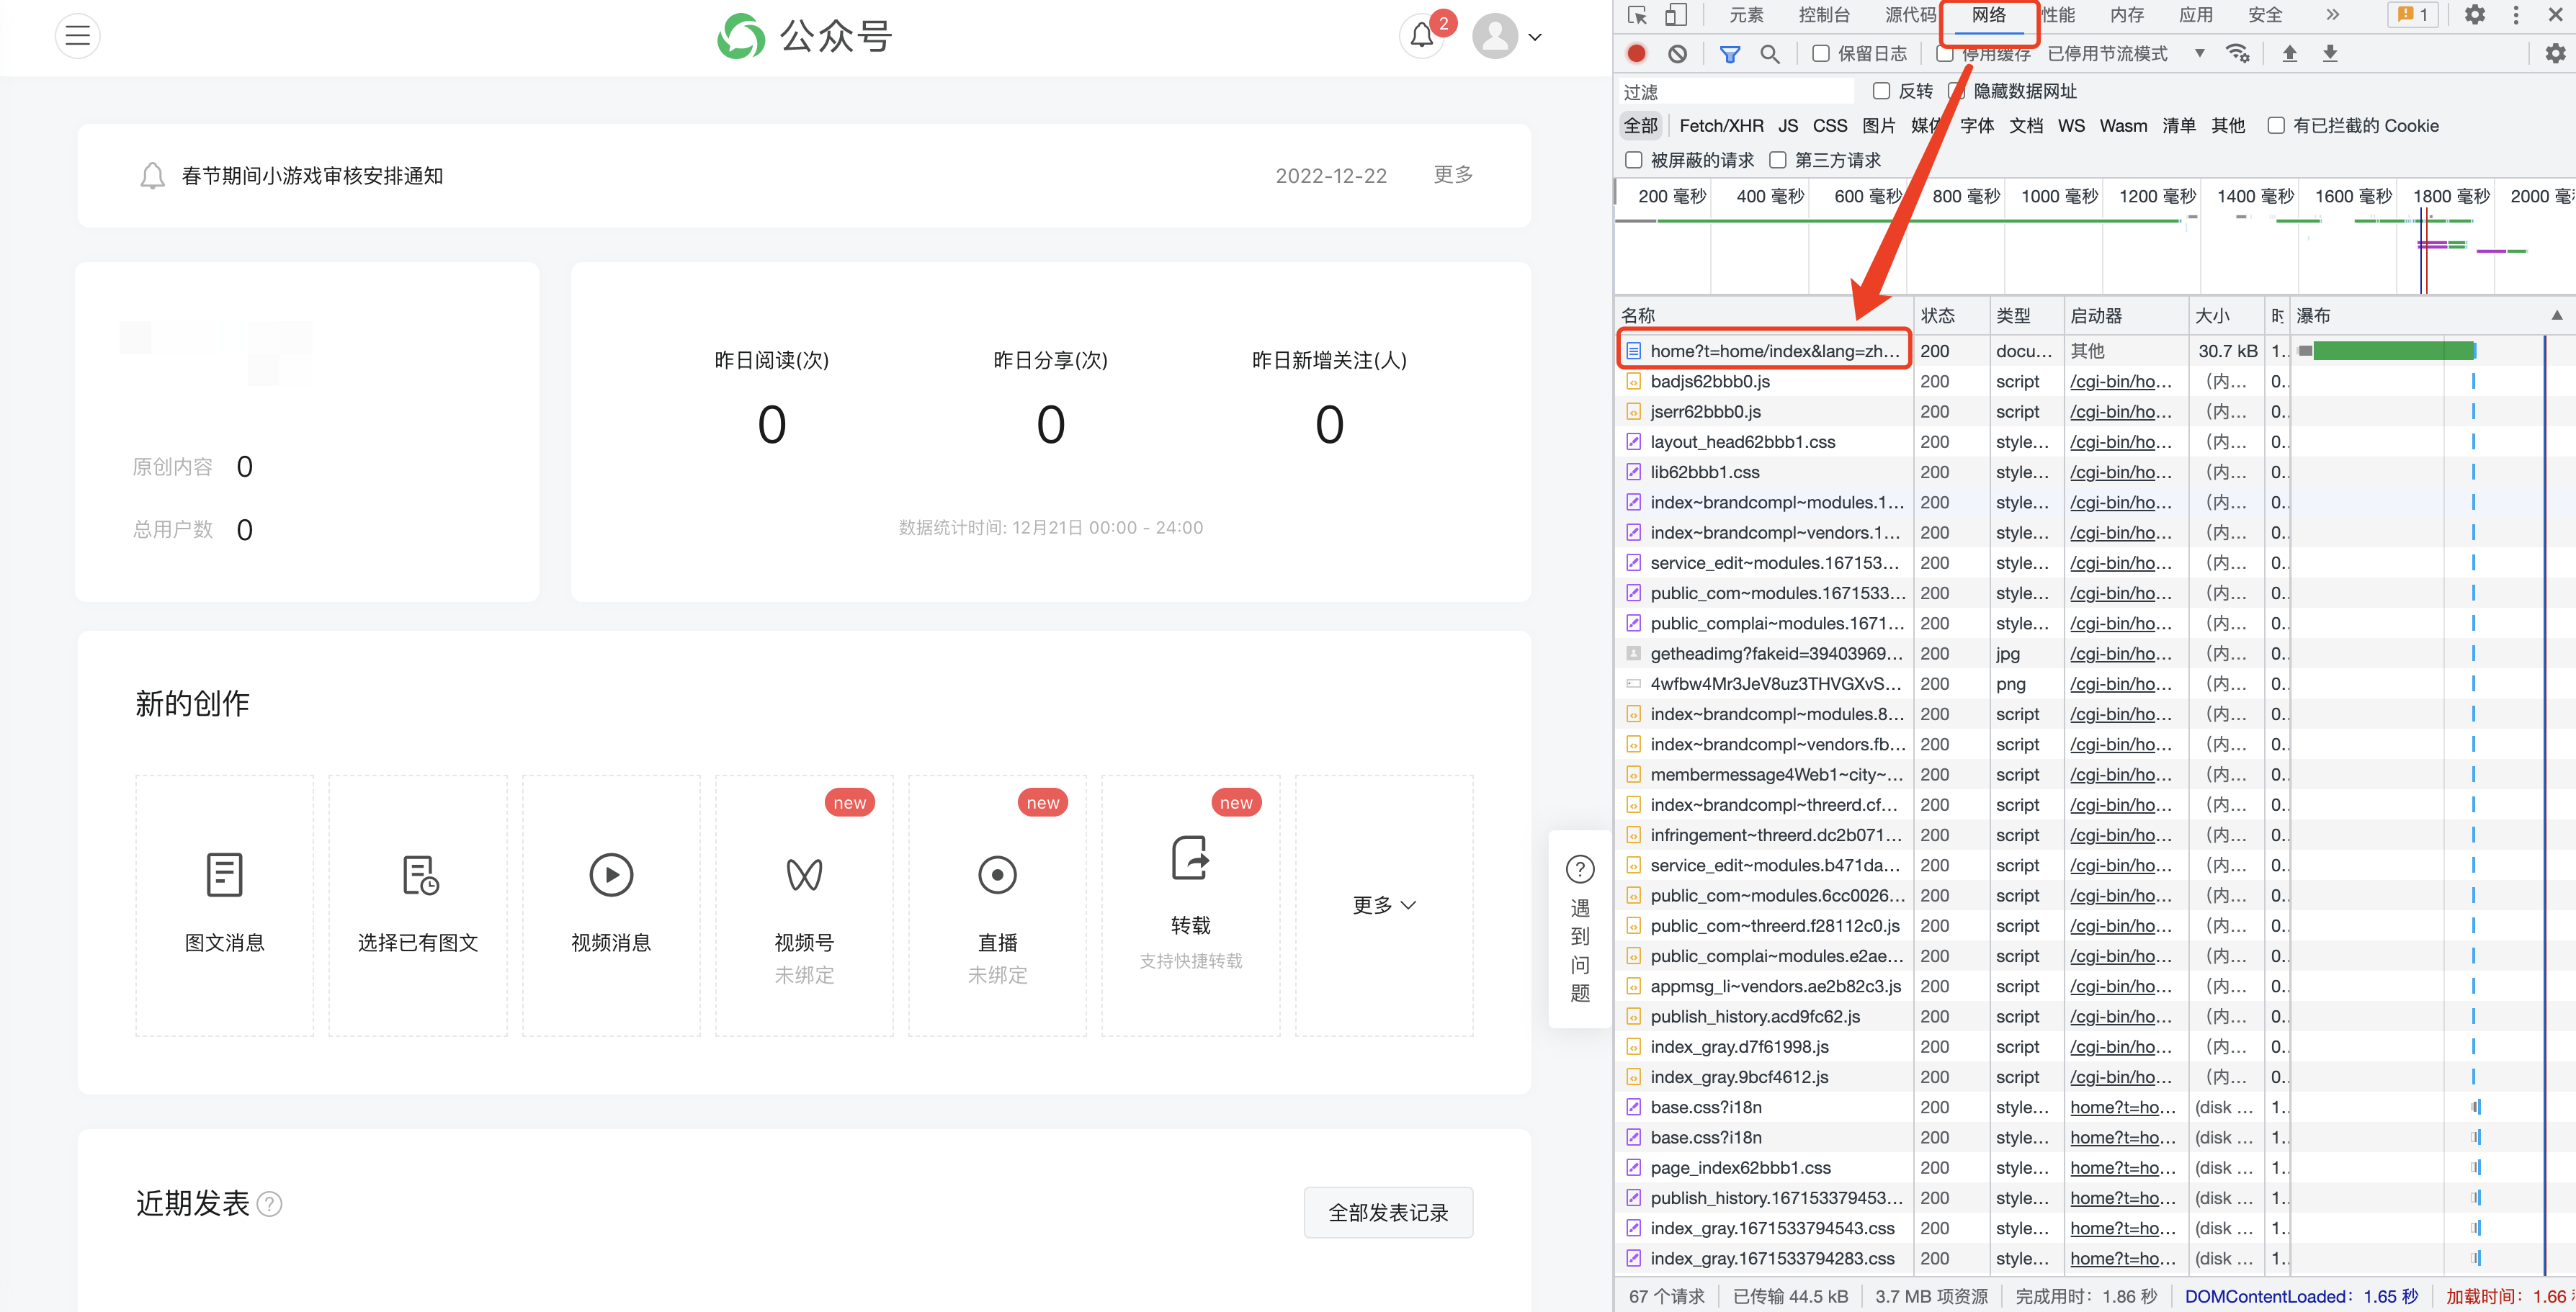 公众号
2
春节期间小游戏审核安排通知 2022-12-22 更多
原创内容 0
总用户数 0
昨日阅读(次) 昨日分享(次) 昨日新增关注(人)
0 0 0
数据统计时间: 12月21日 00:00 - 24:00
新的创作
图文消息
选择已有图文
视频消息
new
视频号
未绑定
new
直播
未绑定
new
转载
支持快捷转载
更多
遇到问题
近期发表 ?
全部发表记录
元素 控制台 源代码 网络 性能 内存 应用 安全 » 1
保留日志 停用缓存 已停用节流模式
过滤 反转 隐藏数据网址
全部 Fetch/XHR JS CSS 图片 媒体 字体 文档 WS Wasm 清单 其他 有已拦截的 Cookie
被屏蔽的请求 第三方请求
200 毫秒 400 毫秒 600 毫秒 800 毫秒 1000 毫秒 1200 毫秒 1400 毫秒 1600 毫秒 1800 毫秒 2000 毫
名称 状态 类型 启动器 大小 瀑布
home?t=home/index&lang=zh... 200 docu... 其他 30.7 kB 1..
badjs62bbb0.js 200 script /cgi-bin/ho... (内... 0..
jserr62bbb0.js 200 script /cgi-bin/ho... (内... 0..
layout_head62bbb1.css 200 style... /cgi-bin/ho... (内... 0..
lib62bbb1.css 200 style... /cgi-bin/ho... (内... 0..
index~brandcompl~modules.1... 200 style... /cgi-bin/ho... (内... 0..
index~brandcompl~vendors.1... 200 style... /cgi-bin/ho... (内... 0..
service_edit~modules.167153... 200 style... /cgi-bin/ho... (内... 0..
public_com~modules.1671533... 200 style... /cgi-bin/ho... (内... 0..
public_complai~modules.1671... 200 style... /cgi-bin/ho... (内... 0..
getheadimg?fakeid=39403969... 200 jpg /cgi-bin/ho... (内... 0..
4wfbw4Mr3JeV8uz3THVGXvS... 200 png /cgi-bin/ho... (内... 0..
index~brandcompl~modules.8... 200 script /cgi-bin/ho... (内... 0..
index~brandcompl~vendors.fb... 200 script /cgi-bin/ho... (内... 0..
membermessage4Web1~city~... 200 script /cgi-bin/ho... (内... 0..
index~brandcompl~threerd.cf... 200 script /cgi-bin/ho... (内... 0..
infringement~threerd.dc2b071... 200 script /cgi-bin/ho... (内... 0..
service_edit~modules.b471da... 200 script /cgi-bin/ho... (内... 0..
public_com~modules.6cc0026... 200 script /cgi-bin/ho... (内... 0..
public_com~threerd.f28112c0.js 200 script /cgi-bin/ho... (内... 0..
public_complai~modules.e2ae... 200 script /cgi-bin/ho... (内... 0..
appmsg_li~vendors.ae2b82c3.js 200 script /cgi-bin/ho... (内... 0..
publish_history.acd9fc62.js 200 script /cgi-bin/ho... (内... 0..
index_gray.d7f61998.js 200 script /cgi-bin/ho... (内... 0..
index_gray.9bcf4612.js 200 script /cgi-bin/ho... (内... 0..
base.css?i18n 200 style... home?t=ho... (disk ... 1..
base.css?i18n 200 style... home?t=ho... (disk ... 1..
page_index62bbb1.css 200 style... home?t=ho... (disk ... 1..
publish_history.167153379453... 200 style... home?t=ho... (disk ... 1..
index_gray.1671533794543.css 200 style... home?t=ho... (disk ... 1..
index_gray.1671533794283.css 200 style... home?t=ho... (disk ... 1..
67 个请求 已传输 44.5 kB 3.7 MB 项资源 完成用时: 1.86 秒 DOMContentLoaded: 1.65 秒 加载时间: 1.66